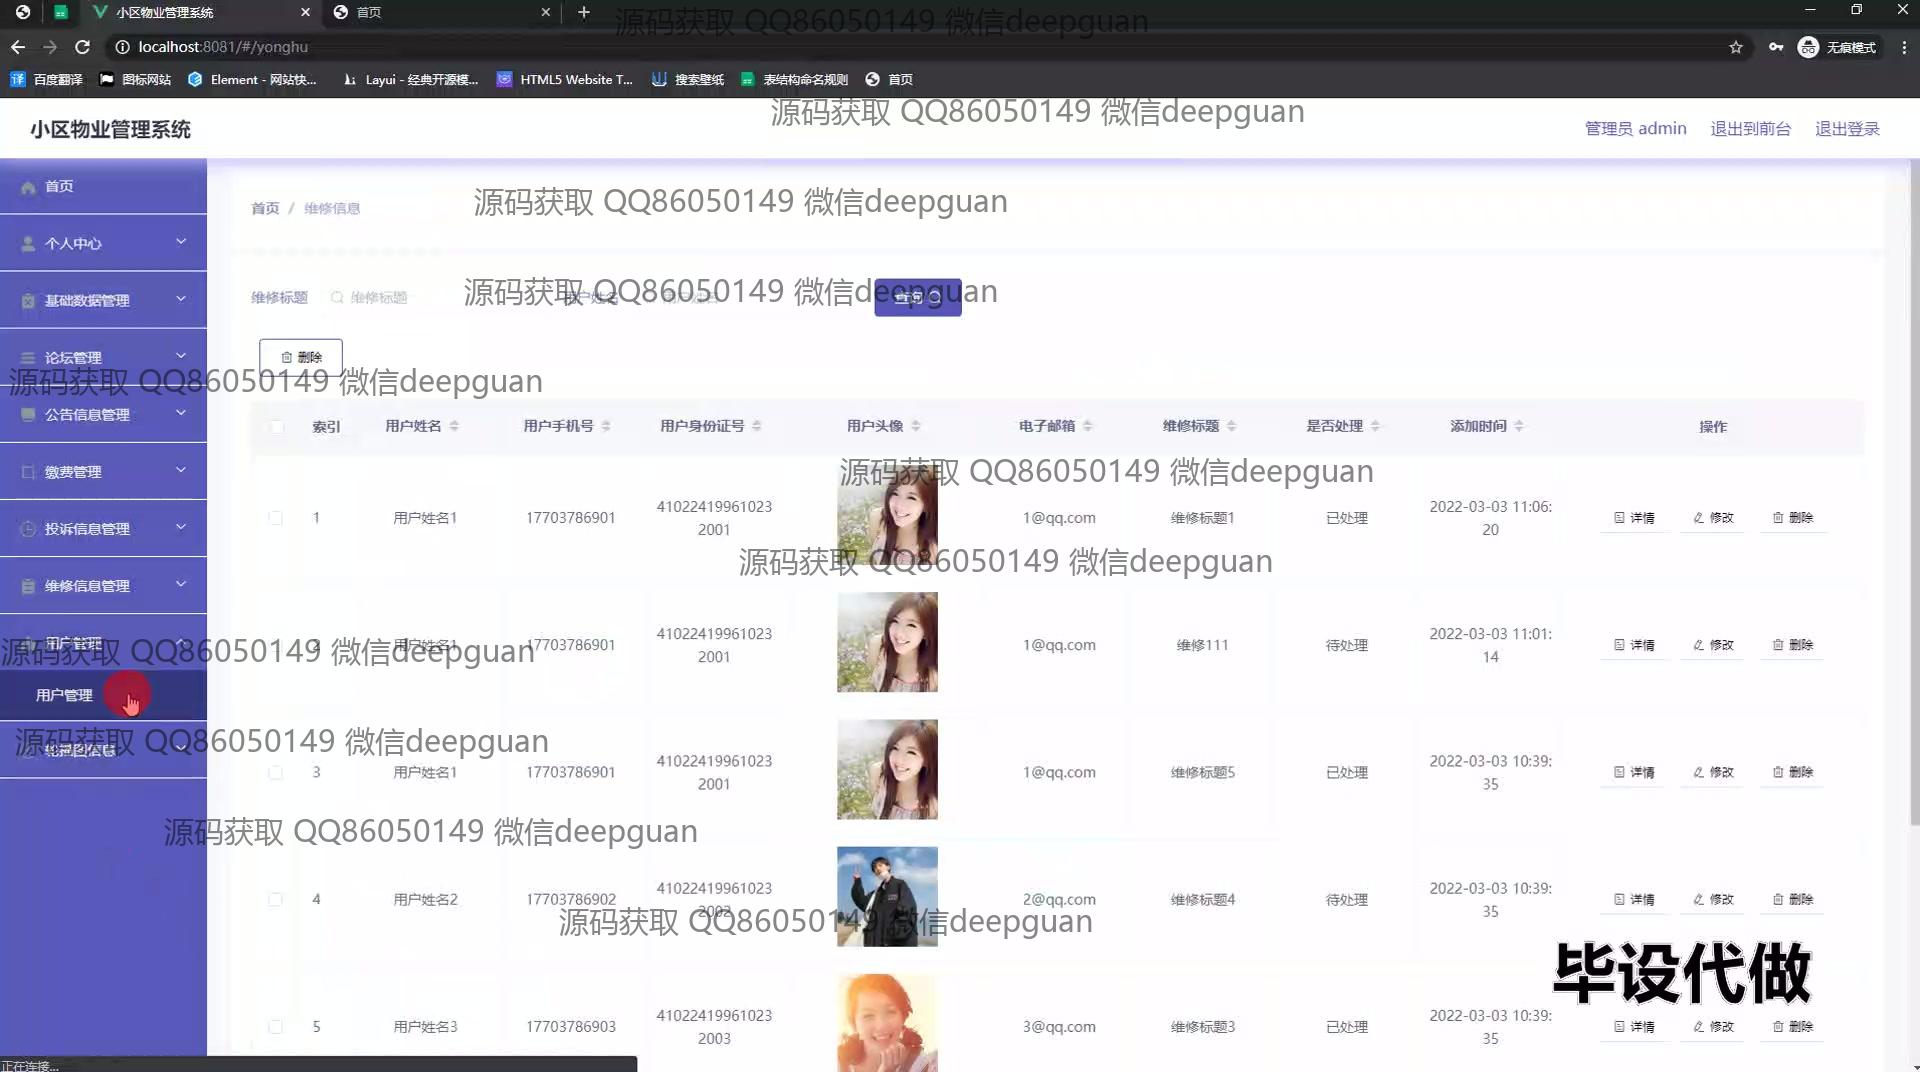 小区物业管理系统
首页
源码获取 QQ86050149 微信deepguan
localhost:8081/#/yonghu
无痕模式
百度翻译
图标网站
Element - 网站快...
Layui - 经典开源模...
HTML5 Website T...
搜索壁纸
表结构命名规则
首页
源码获取 QQ86050149 微信deepguan
小区物业管理系统
管理员 admin
退出到前台
退出登录
首页
个人中心
基础数据管理
论坛管理
公告信息管理
缴费管理
投诉信息管理
维修信息管理
用户管理
用户管理
轮播图信息
首页 / 维修信息
源码获取 QQ86050149 微信deepguan
维修标题
维修标题
用户姓名
查询
源码获取 QQ86050149 微信deepguan
删除
源码获取 QQ86050149 微信deepguan
索引 用户姓名 用户手机号 用户身份证号 用户头像 电子邮箱 维修标题 是否处理 添加时间 操作
源码获取 QQ86050149 微信deepguan
1 用户姓名1 17703786901 41022419961023 2001 1@qq.com 维修标题1 已处理 2022-03-03 11:06: 20 详情 修改 删除
源码获取 QQ86050149 微信deepguan
2 用户姓名1 17703786901 41022419961023 2001 1@qq.com 维修111 待处理 2022-03-03 11:01: 14 详情 修改 删除
源码获取 QQ86050149 微信deepguan
源码获取 QQ86050149 微信deepguan
3 用户姓名1 17703786901 41022419961023 2001 1@qq.com 维修标题5 已处理 2022-03-03 10:39: 35 详情 修改 删除
源码获取 QQ86050149 微信deepguan
4 用户姓名2 17703786902 41022419961023 2002 2@qq.com 维修标题4 待处理 2022-03-03 10:39: 35 详情 修改 删除
源码获取 QQ86050149 微信deepguan
毕设代做
5 用户姓名3 17703786903 41022419961023 2003 3@qq.com 维修标题3 已处理 2022-03-03 10:39: 35 详情 修改 删除
正在连接...